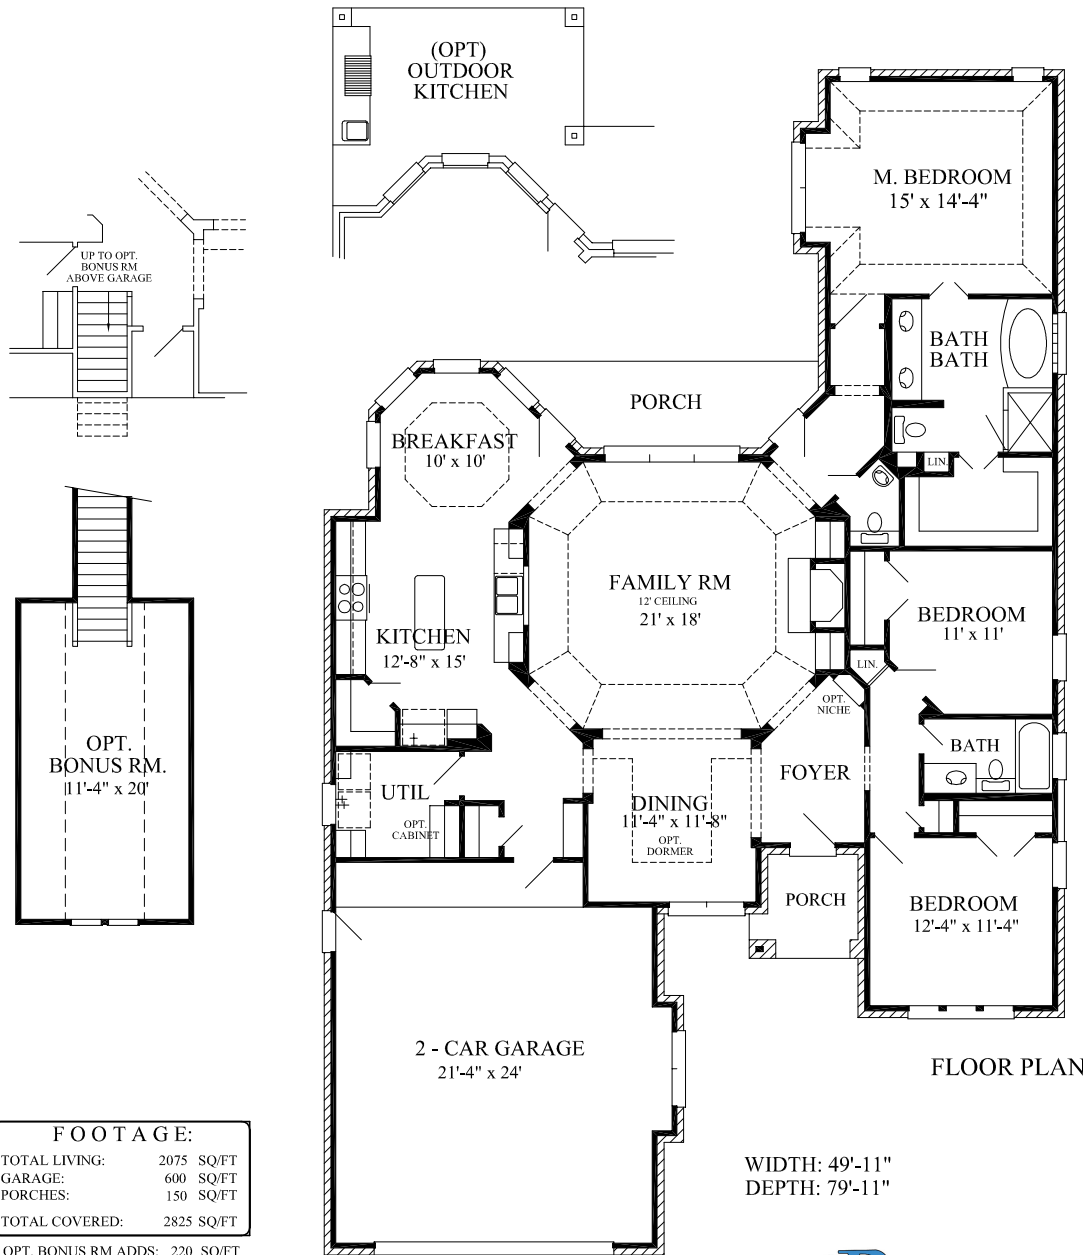 (OPT)
OUTDOOR
KITCHEN
UP TO OPT.
BONUS RM
ABOVE GARAGE
M. BEDROOM
15' x 14'-4"
BATH
BATH
PORCH
BREAKFAST
10' x 10'
LIN.
FAMILY RM
12' CEILING
21' x 18'
KITCHEN
12'-8" x 15'
BEDROOM
11' x 11'
LIN.
OPT.
NICHE
OPT.
BONUS RM.
11'-4" x 20'
BATH
FOYER
UTIL
OPT.
CABINET
DINING
11'-4" x 11'-8"
OPT.
DORMER
PORCH
BEDROOM
12'-4" x 11'-4"
2 - CAR GARAGE
21'-4" x 24'
FLOOR PLAN
FOOTAGE:
TOTAL LIVING: 2075 SQ/FT
GARAGE: 600 SQ/FT
PORCHES: 150 SQ/FT
TOTAL COVERED: 2825 SQ/FT
OPT. BONUS RM ADDS: 220 SQ/FT
WIDTH: 49'-11"
DEPTH: 79'-11"